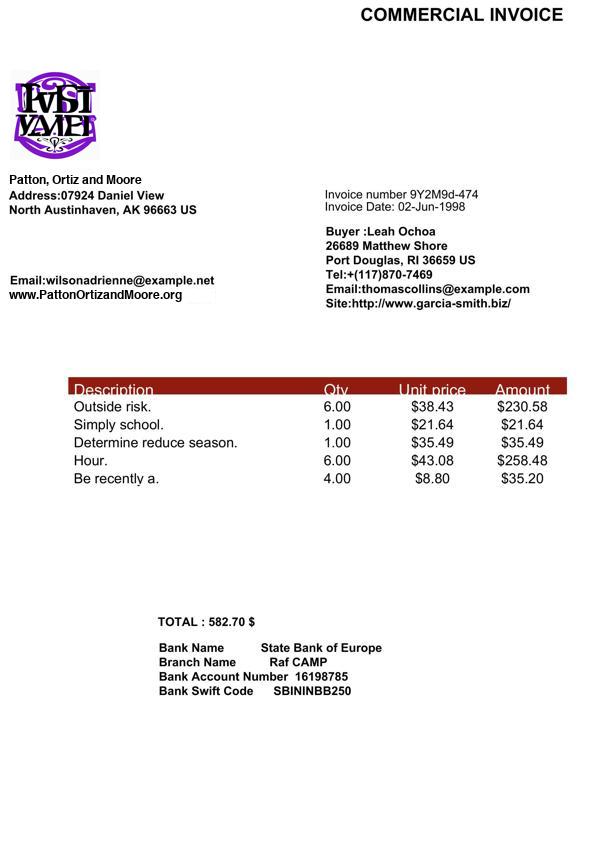 COMMERCIAL INVOICE
Patton, Ortiz and Moore
Address:07924 Daniel View
North Austinhaven, AK 96663 US
Email:wilsonadrienne@example.net
www.PattonOrtizandMoore.org
Invoice number 9Y2M9d-474
Invoice Date: 02-Jun-1998
Buyer :Leah Ochoa
26689 Matthew Shore
Port Douglas, RI 36659 US
Tel:+(117)870-7469
Email:thomascollins@example.com
Site:http://www.garcia-smith.biz/
Description Qty Unit price Amount
Outside risk. 6.00 $38.43 $230.58
Simply school. 1.00 $21.64 $21.64
Determine reduce season. 1.00 $35.49 $35.49
Hour. 6.00 $43.08 $258.48
Be recently a. 4.00 $8.80 $35.20
TOTAL : 582.70 $
Bank Name State Bank of Europe
Branch Name Raf CAMP
Bank Account Number 16198785
Bank Swift Code SBININBB250